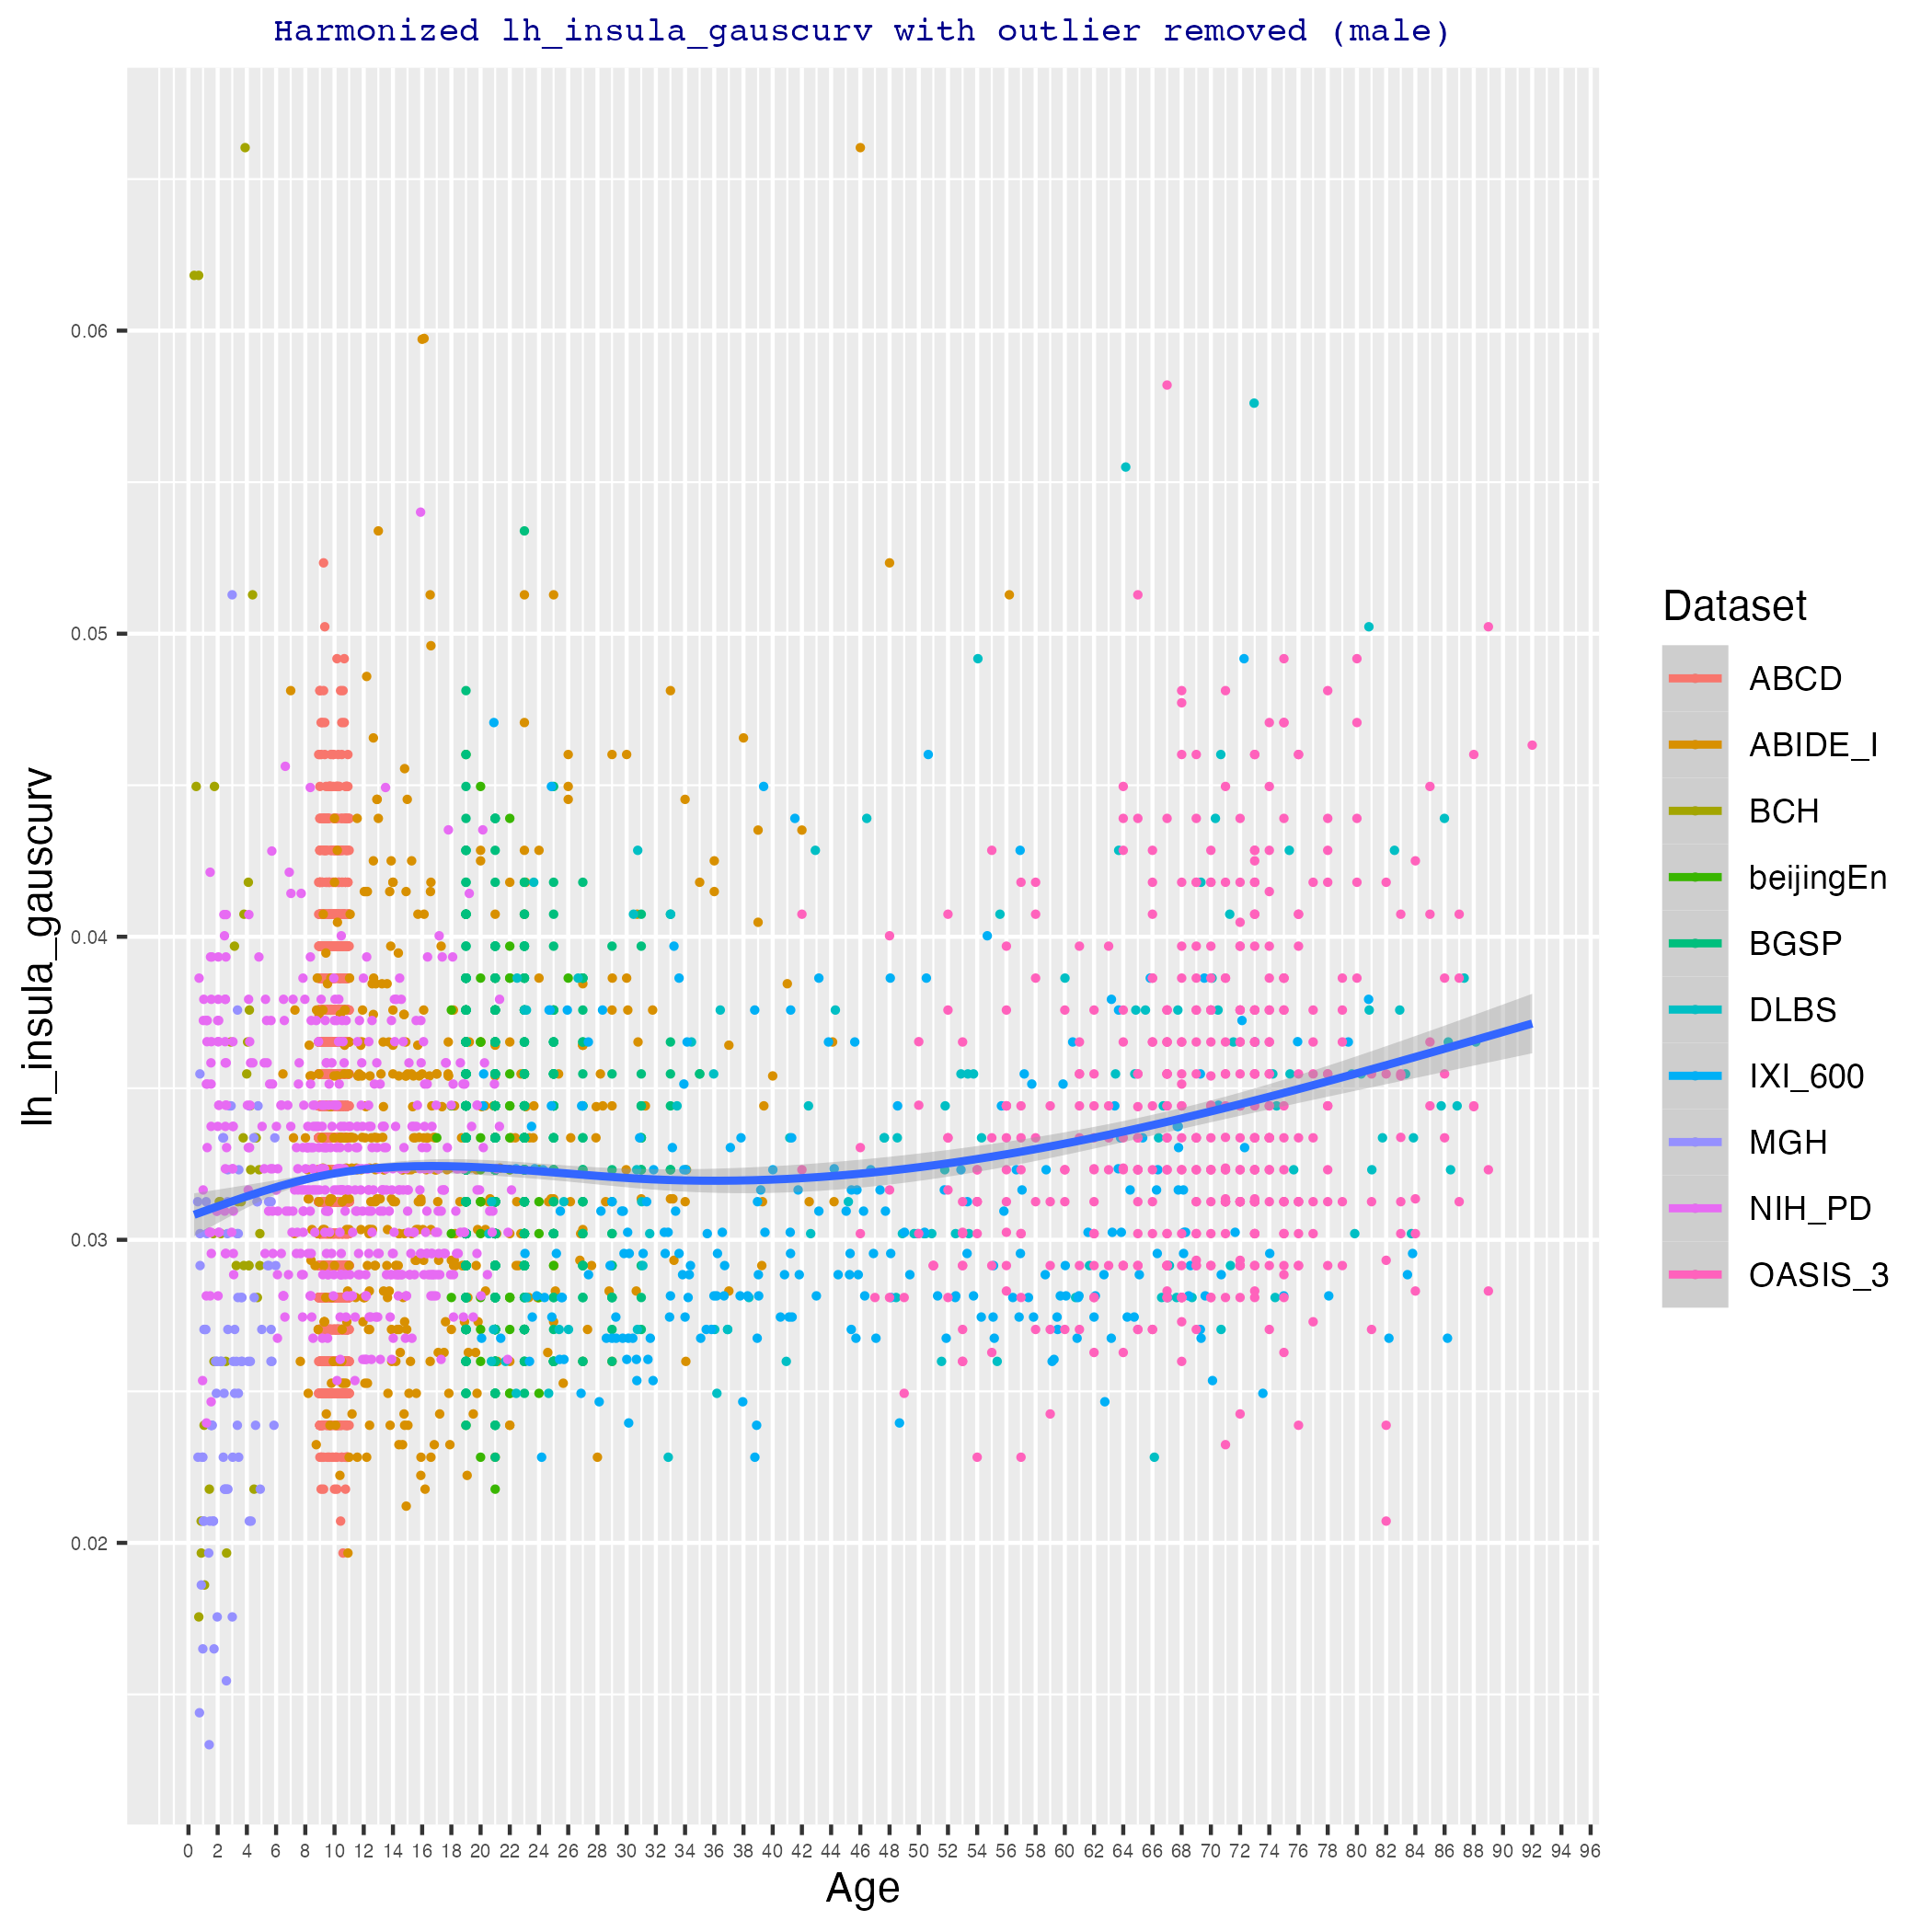 Harmonized lh_insula_gauscurv with outlier removed (male)
lh_insula_gauscurv
0.06
0.05
0.04
0.03
0.02
0 2 4 6 8 10 12 14 16 18 20 22 24 26 28 30 32 34 36 38 40 42 44 46 48 50 52 54 56 58 60 62 64 66 68 70 72 74 76 78 80 82 84 86 88 90 92 94 96
Age
Dataset
ABCD
ABIDE_I
BCH
beijingEn
BGSP
DLBS
IXI_600
MGH
NIH_PD
OASIS_3